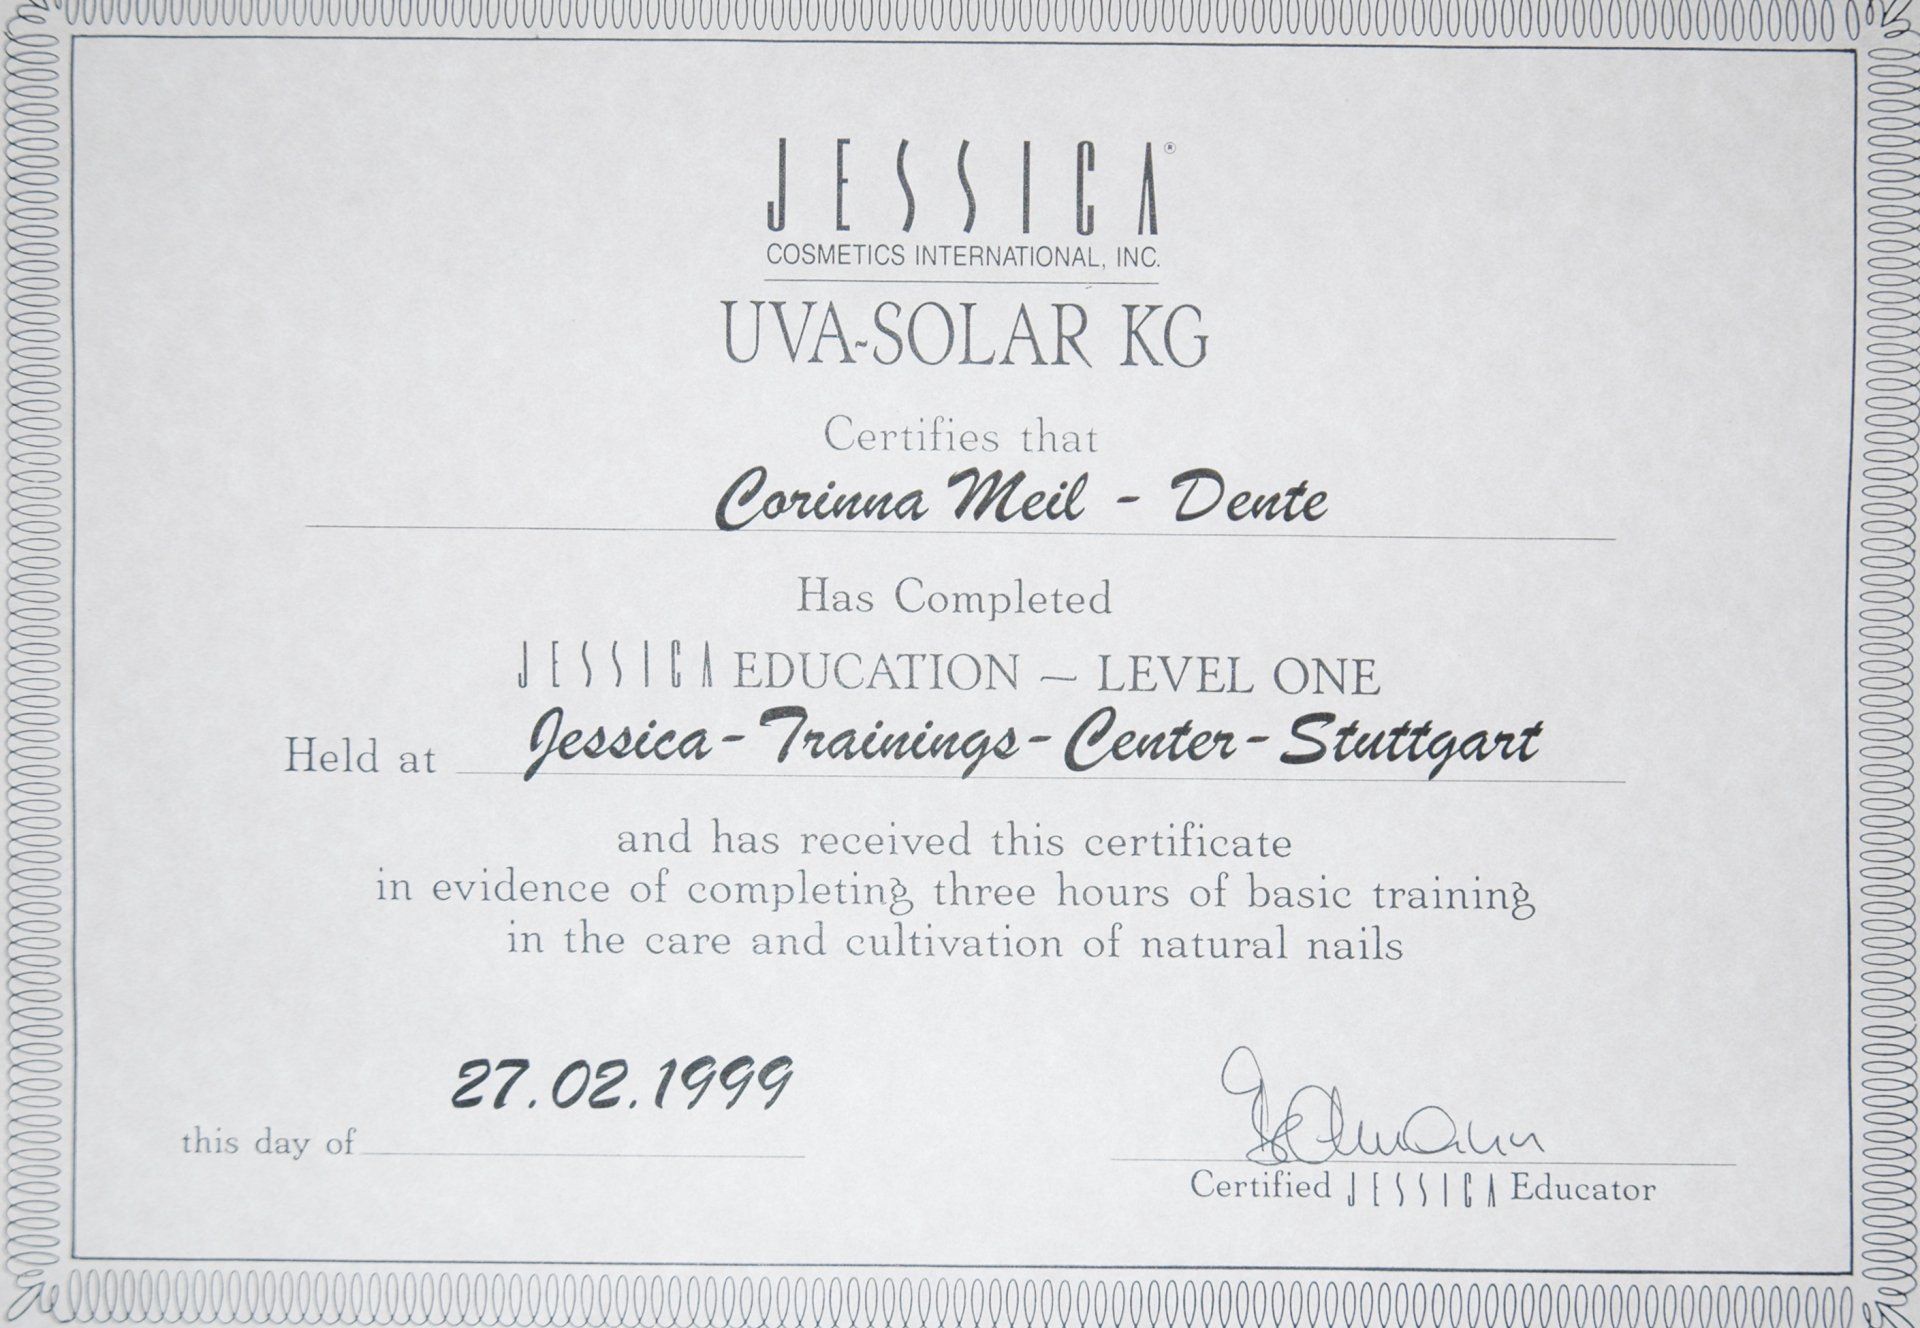 JESSICA®
COSMETICS INTERNATIONAL, INC.
UVA-SOLAR KG
Certifies that
Corinna Meil - Dente
Has Completed
JESSICA EDUCATION – LEVEL ONE
Held at Jessica-Trainings-Center-Stuttgart
and has received this certificate
in evidence of completing three hours of basic training
in the care and cultivation of natural nails
27.02.1999
this day of
Certified JESSICA Educator